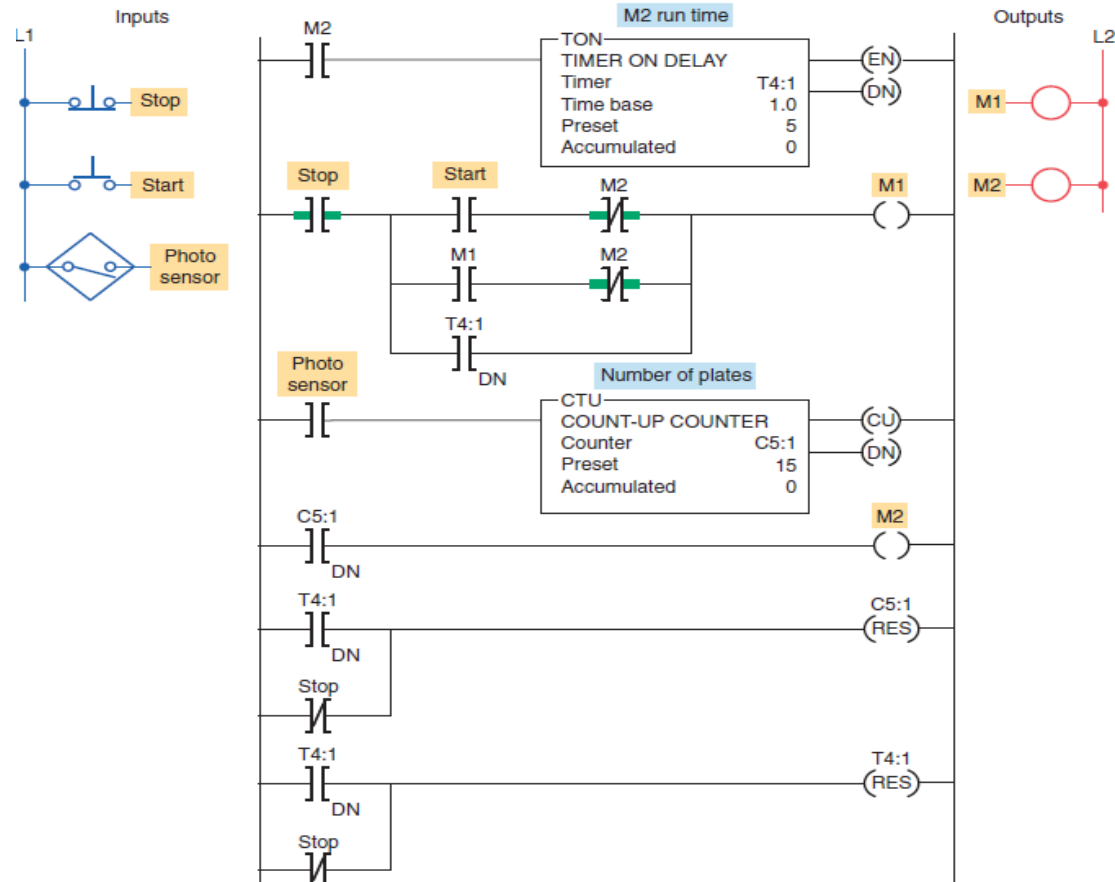 Inputs
L1
Stop
Start
Photo
sensor
M2
M2 run time
TON
TIMER ON DELAY
Timer T4:1
Time base 1.0
Preset 5
Accumulated 0
EN
DN
Outputs
L2
M1
M2
Stop
Start
M2
M1
M1
M2
T4:1
DN
Photo
sensor
Number of plates
CTU
COUNT-UP COUNTER
Counter C5:1
Preset 15
Accumulated 0
CU
DN
C5:1
DN
M2
T4:1
DN
C5:1
RES
Stop
T4:1
DN
T4:1
RES
Stop